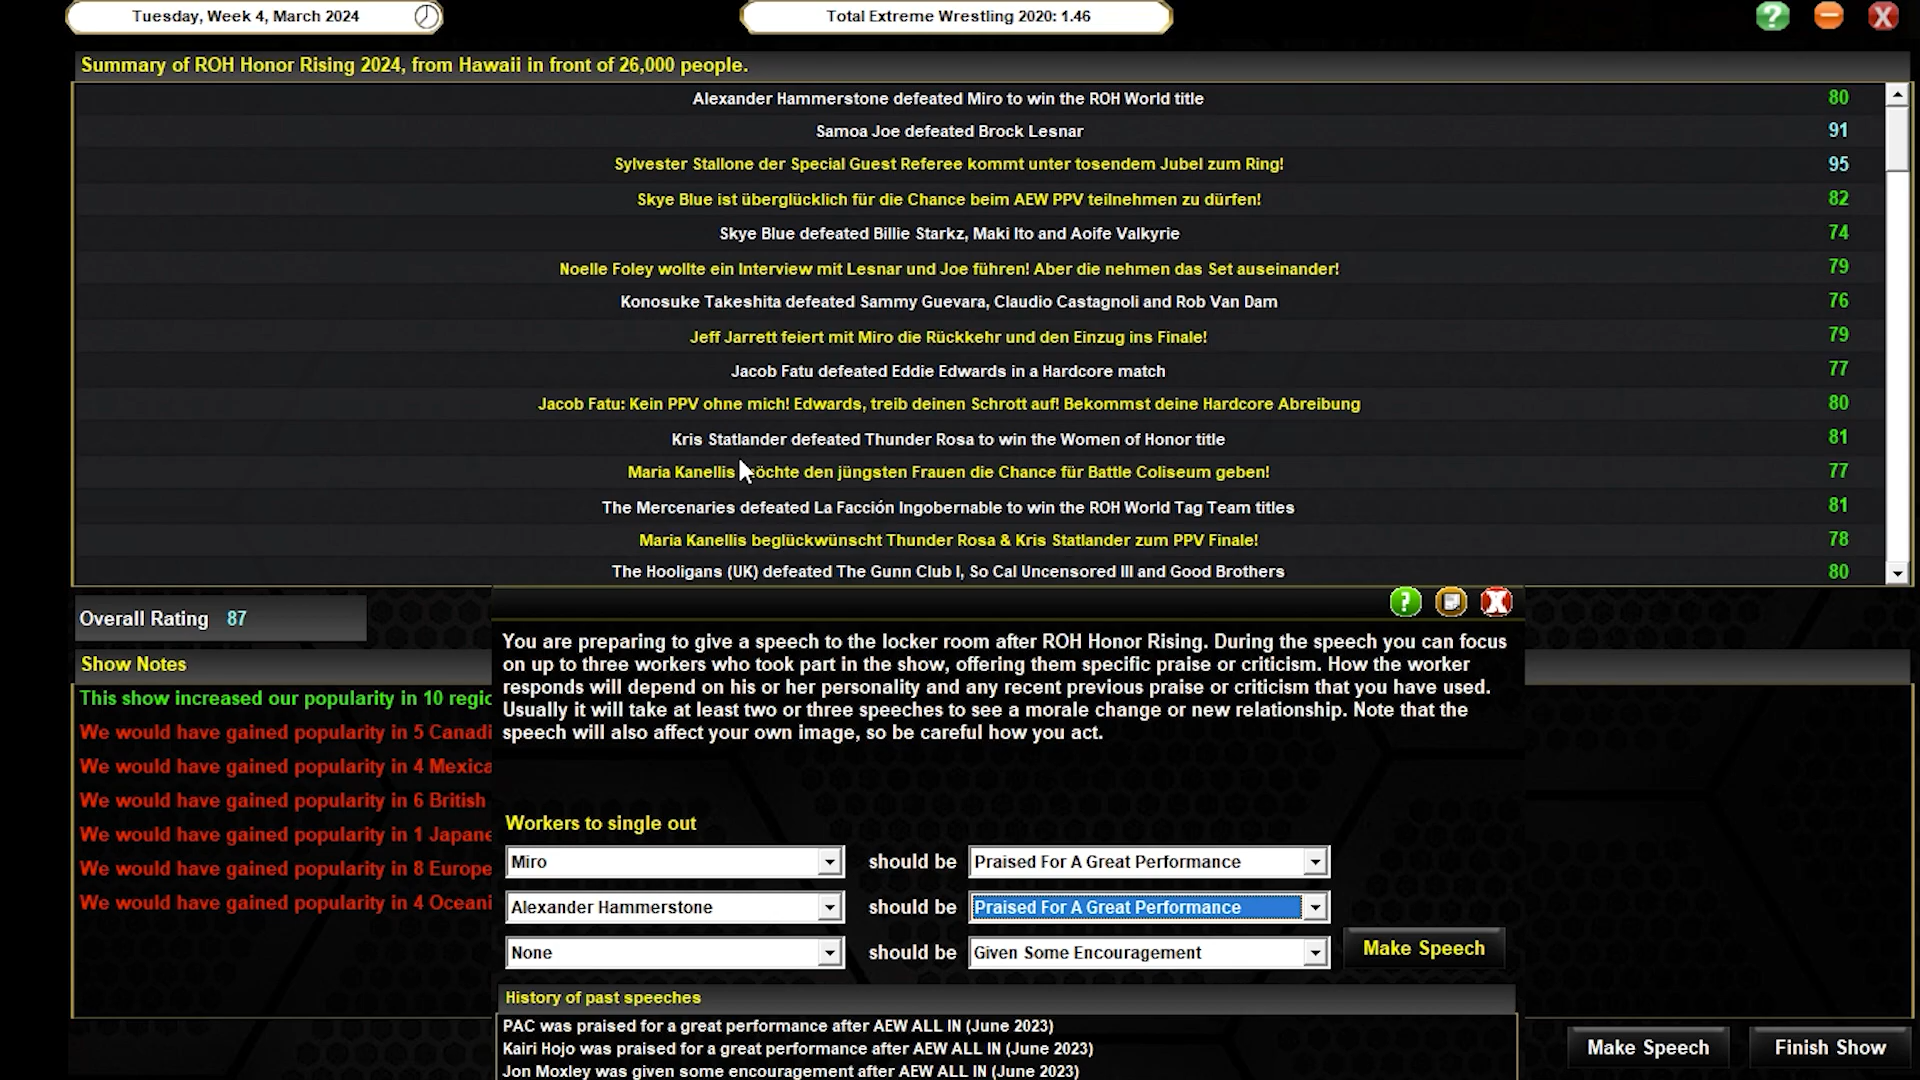 Tuesday, Week 4, March 2024
Total Extreme Wrestling 2020: 1.46
Summary of ROH Honor Rising 2024, from Hawaii in front of 26,000 people.
Alexander Hammerstone defeated Miro to win the ROH World title 80
Samoa Joe defeated Brock Lesnar 91
Sylvester Stallone der Special Guest Referee kommt unter tosendem Jubel zum Ring! 95
Skye Blue ist überglücklich für die Chance beim AEW PPV teilnehmen zu dürfen! 82
Skye Blue defeated Billie Starkz, Maki Ito and Aoife Valkyrie 74
Noelle Foley wollte ein Interview mit Lesnar und Joe führen! Aber die nehmen das Set auseinander! 79
Konosuke Takeshita defeated Sammy Guevara, Claudio Castagnoli and Rob Van Dam 76
Jeff Jarrett feiert mit Miro die Rückkehr und den Einzug ins Finale! 79
Jacob Fatu defeated Eddie Edwards in a Hardcore match 77
Jacob Fatu: Kein PPV ohne mich! Edwards, treib deinen Schrott auf! Bekommst deine Hardcore Abreibung 80
Kris Statlander defeated Thunder Rosa to win the Women of Honor title 81
Maria Kanellis öchte den jüngsten Frauen die Chance für Battle Coliseum geben! 77
The Mercenaries defeated La Facción Ingobernable to win the ROH World Tag Team titles 81
Maria Kanellis beglückwünscht Thunder Rosa & Kris Statlander zum PPV Finale! 78
The Hooligans (UK) defeated The Gunn Club I, So Cal Uncensored III and Good Brothers 80
Overall Rating 87
Show Notes
This show increased our popularity in 10 regio
We would have gained popularity in 5 Canadi
We would have gained popularity in 4 Mexica
We would have gained popularity in 6 British
We would have gained popularity in 1 Japane
We would have gained popularity in 8 Europe
We would have gained popularity in 4 Oceani
You are preparing to give a speech to the locker room after ROH Honor Rising. During the speech you can focus
on up to three workers who took part in the show, offering them specific praise or criticism. How the worker
responds will depend on his or her personality and any recent previous praise or criticism that you have used.
Usually it will take at least two or three speeches to see a morale change or new relationship. Note that the
speech will also affect your own image, so be careful how you act.
Workers to single out
Miro should be Praised For A Great Performance
Alexander Hammerstone should be Praised For A Great Performance
None should be Given Some Encouragement
Make Speech
History of past speeches
PAC was praised for a great performance after AEW ALL IN (June 2023)
Kairi Hojo was praised for a great performance after AEW ALL IN (June 2023)
Jon Moxley was given some encouragement after AEW ALL IN (June 2023)
Make Speech
Finish Show